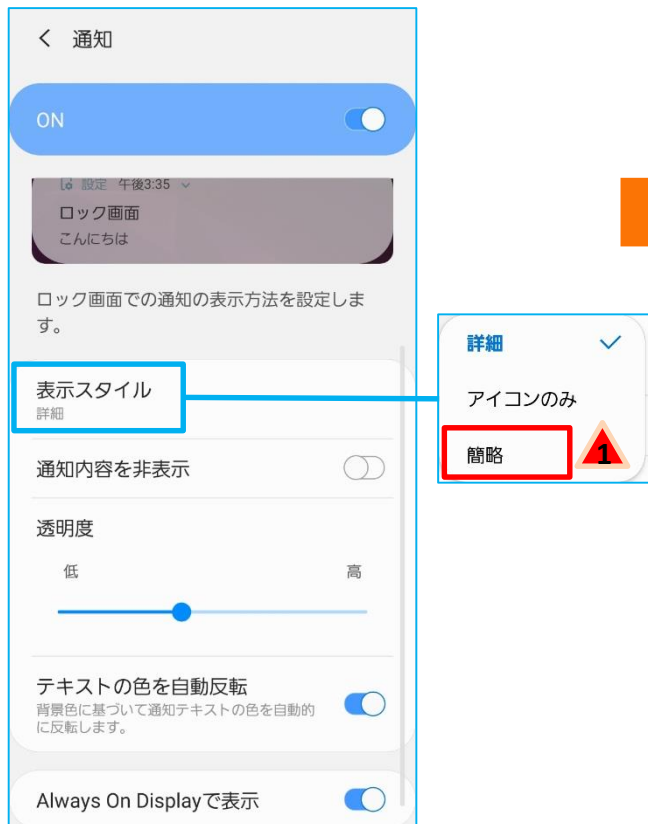 通知
ON
設定 午後3:35
ロック画面
こんにちは
ロック画面での通知の表示方法を設定しま
す。
表示スタイル
詳細
通知内容を非表示
透明度
低 高
テキストの色を自動反転
背景色に基づいて通知テキストの色を自動的
に反転します。
Always On Displayで表示
詳細
アイコンのみ
簡略
1